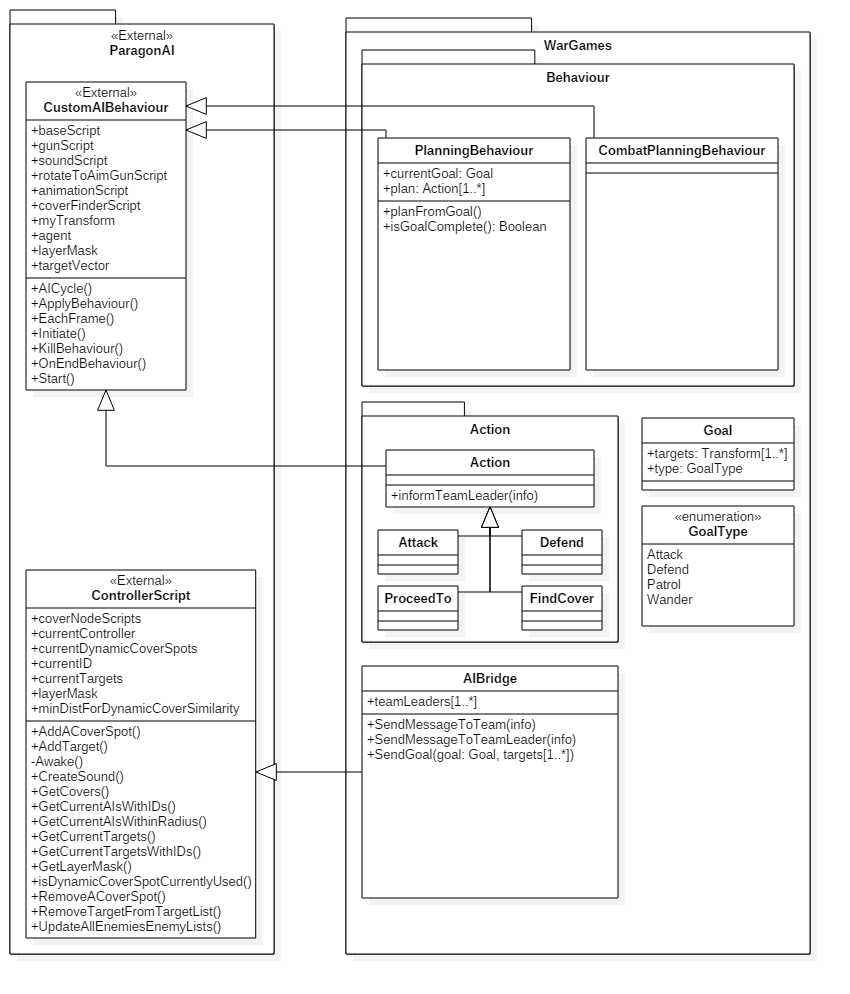 «External»
ParagonAI
«External»
CustomAIBehaviour
+baseScript
+gunScript
+soundScript
+rotateToAimGunScript
+animationScript
+coverFinderScript
+myTransform
+agent
+layerMask
+targetVector
+AICycle()
+ApplyBehaviour()
+EachFrame()
+Initiate()
+KillBehaviour()
+OnEndBehaviour()
+Start()
«External»
ControllerScript
+coverNodeScripts
+currentController
+currentDynamicCoverSpots
+currentID
+currentTargets
+layerMask
+minDistForDynamicCoverSimilarity
+AddACoverSpot()
+AddTarget()
-Awake()
+CreateSound()
+GetCovers()
+GetCurrentAIsWithIDs()
+GetCurrentAIsWithinRadius()
+GetCurrentTargets()
+GetCurrentTargetsWithIDs()
+GetLayerMask()
+isDynamicCoverSpotCurrentlyUsed()
+RemoveACoverSpot()
+RemoveTargetFromTargetList()
+UpdateAllEnemiesEnemyLists()
WarGames
Behaviour
PlanningBehaviour
+currentGoal: Goal
+plan: Action[1..*]
+planFromGoal()
+isGoalComplete(): Boolean
CombatPlanningBehaviour
Action
Action
+informTeamLeader(info)
Attack
Defend
ProceedTo
FindCover
Goal
+targets: Transform[1..*]
+type: GoalType
«enumeration»
GoalType
Attack
Defend
Patrol
Wander
AIBridge
+teamLeaders[1..*]
+SendMessageToTeam(info)
+SendMessageToTeamLeader(info)
+SendGoal(goal: Goal, targets[1..*])